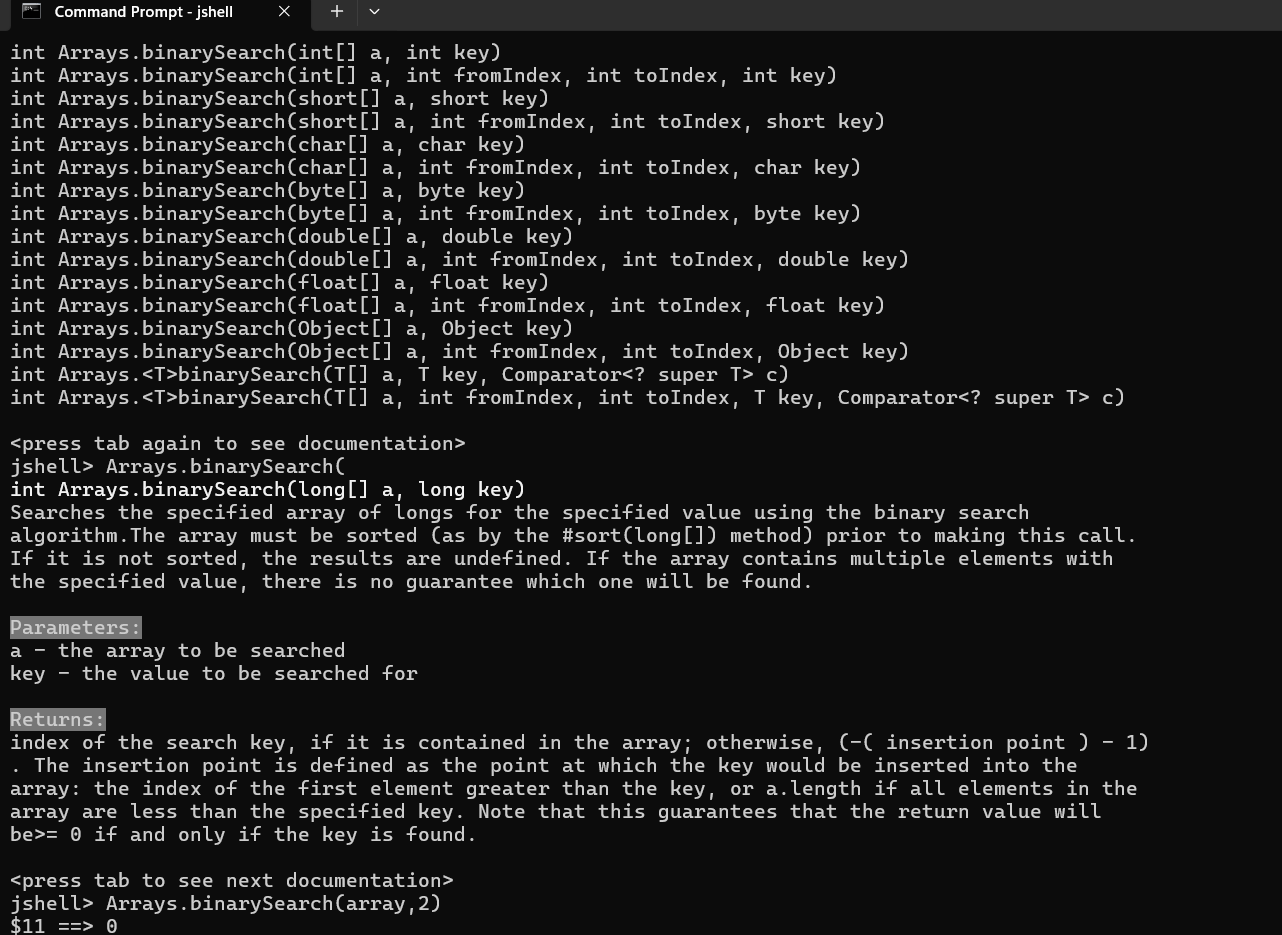 Command Prompt - jshell
int Arrays.binarySearch(int[] a, int key)
int Arrays.binarySearch(int[] a, int fromIndex, int toIndex, int key)
int Arrays.binarySearch(short[] a, short key)
int Arrays.binarySearch(short[] a, int fromIndex, int toIndex, short key)
int Arrays.binarySearch(char[] a, char key)
int Arrays.binarySearch(char[] a, int fromIndex, int toIndex, char key)
int Arrays.binarySearch(byte[] a, byte key)
int Arrays.binarySearch(byte[] a, int fromIndex, int toIndex, byte key)
int Arrays.binarySearch(double[] a, double key)
int Arrays.binarySearch(double[] a, int fromIndex, int toIndex, double key)
int Arrays.binarySearch(float[] a, float key)
int Arrays.binarySearch(float[] a, int fromIndex, int toIndex, float key)
int Arrays.binarySearch(Object[] a, Object key)
int Arrays.binarySearch(Object[] a, int fromIndex, int toIndex, Object key)
int Arrays.<T>binarySearch(T[] a, T key, Comparator<? super T> c)
int Arrays.<T>binarySearch(T[] a, int fromIndex, int toIndex, T key, Comparator<? super T> c)
<press tab again to see documentation>
jshell> Arrays.binarySearch(
int Arrays.binarySearch(long[] a, long key)
Searches the specified array of longs for the specified value using the binary search
algorithm.The array must be sorted (as by the #sort(long[]) method) prior to making this call.
If it is not sorted, the results are undefined. If the array contains multiple elements with
the specified value, there is no guarantee which one will be found.
Parameters:
a - the array to be searched
key - the value to be searched for
Returns:
index of the search key, if it is contained in the array; otherwise, (-( insertion point ) - 1)
. The insertion point is defined as the point at which the key would be inserted into the
array: the index of the first element greater than the key, or a.length if all elements in the
array are less than the specified key. Note that this guarantees that the return value will
be>= 0 if and only if the key is found.
<press tab to see next documentation>
jshell> Arrays.binarySearch(array,2)
$11 ==> 0